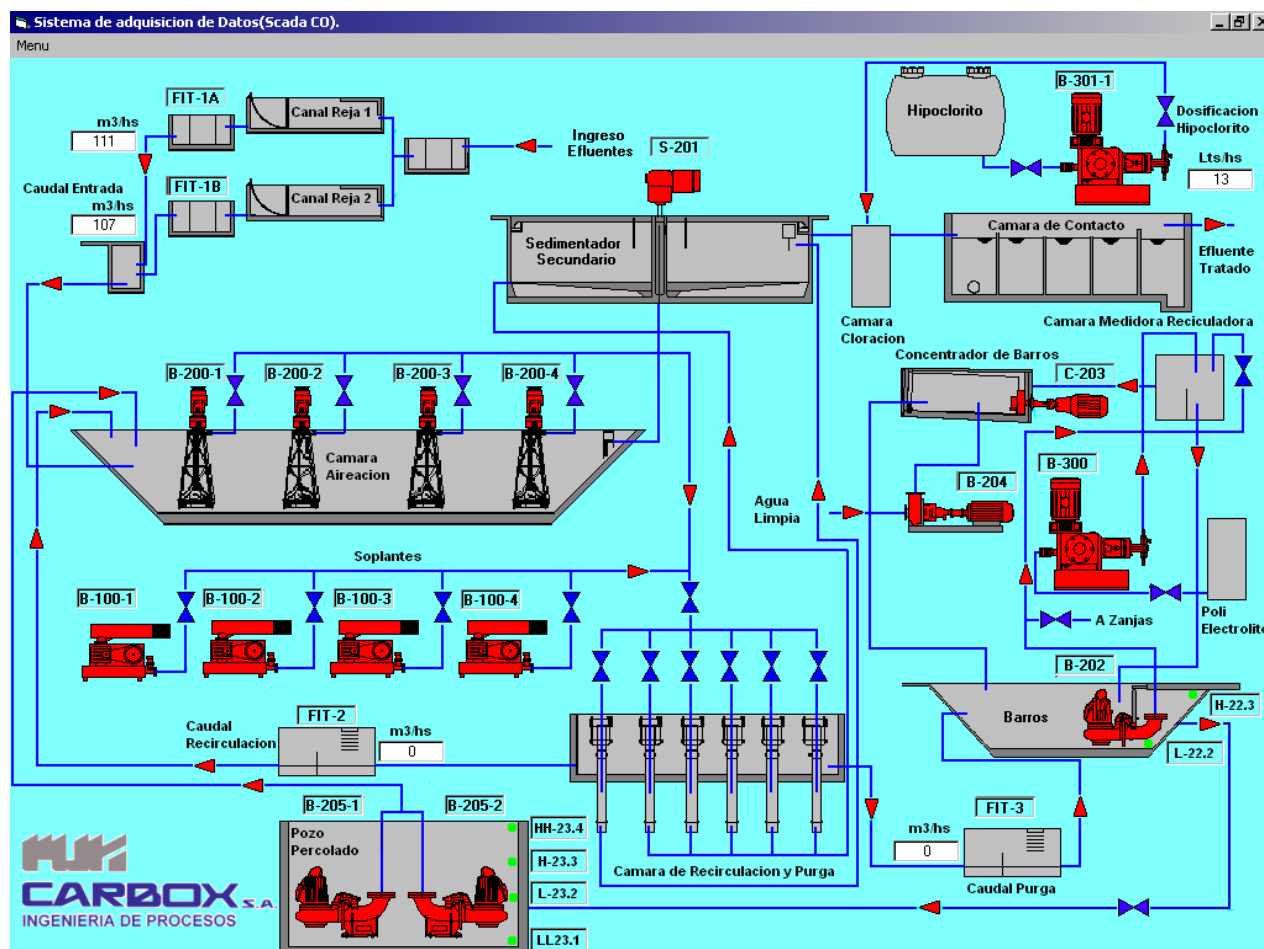 Sistema de adquisicion de Datos(Scada CO).
Menu
FIT-1A
m3/hs
111
Canal Reja 1
Ingreso
Efluentes
Caudal Entrada
m3/hs
107
FIT-1B
Canal Reja 2
S-201
Sedimentador
Secundario
Hipoclorito
B-301-1
Dosificacion
Hipoclorito
Lts/hs
13
Camara de Contacto
Efluente
Tratado
Camara
Cloracion
Camara Medidora Reciculadora
Concentrador de Barros
C-203
B-200-1
B-200-2
B-200-3
B-200-4
Camara
Aireacion
Agua
Limpia
B-204
B-300
Poli
Electrolito
A Zanjas
Soplantes
B-100-1
B-100-2
B-100-3
B-100-4
B-202
Barros
H-22.3
L-22.2
Caudal
Recirculacion
FIT-2
m3/hs
0
Camara de Recirculacion y Purga
m3/hs
0
FIT-3
Caudal Purga
B-205-1
B-205-2
Pozo
Percolado
HH-23.4
H-23.3
L-23.2
LL23.1
CARBOX S.A.
INGENIERIA DE PROCESOS